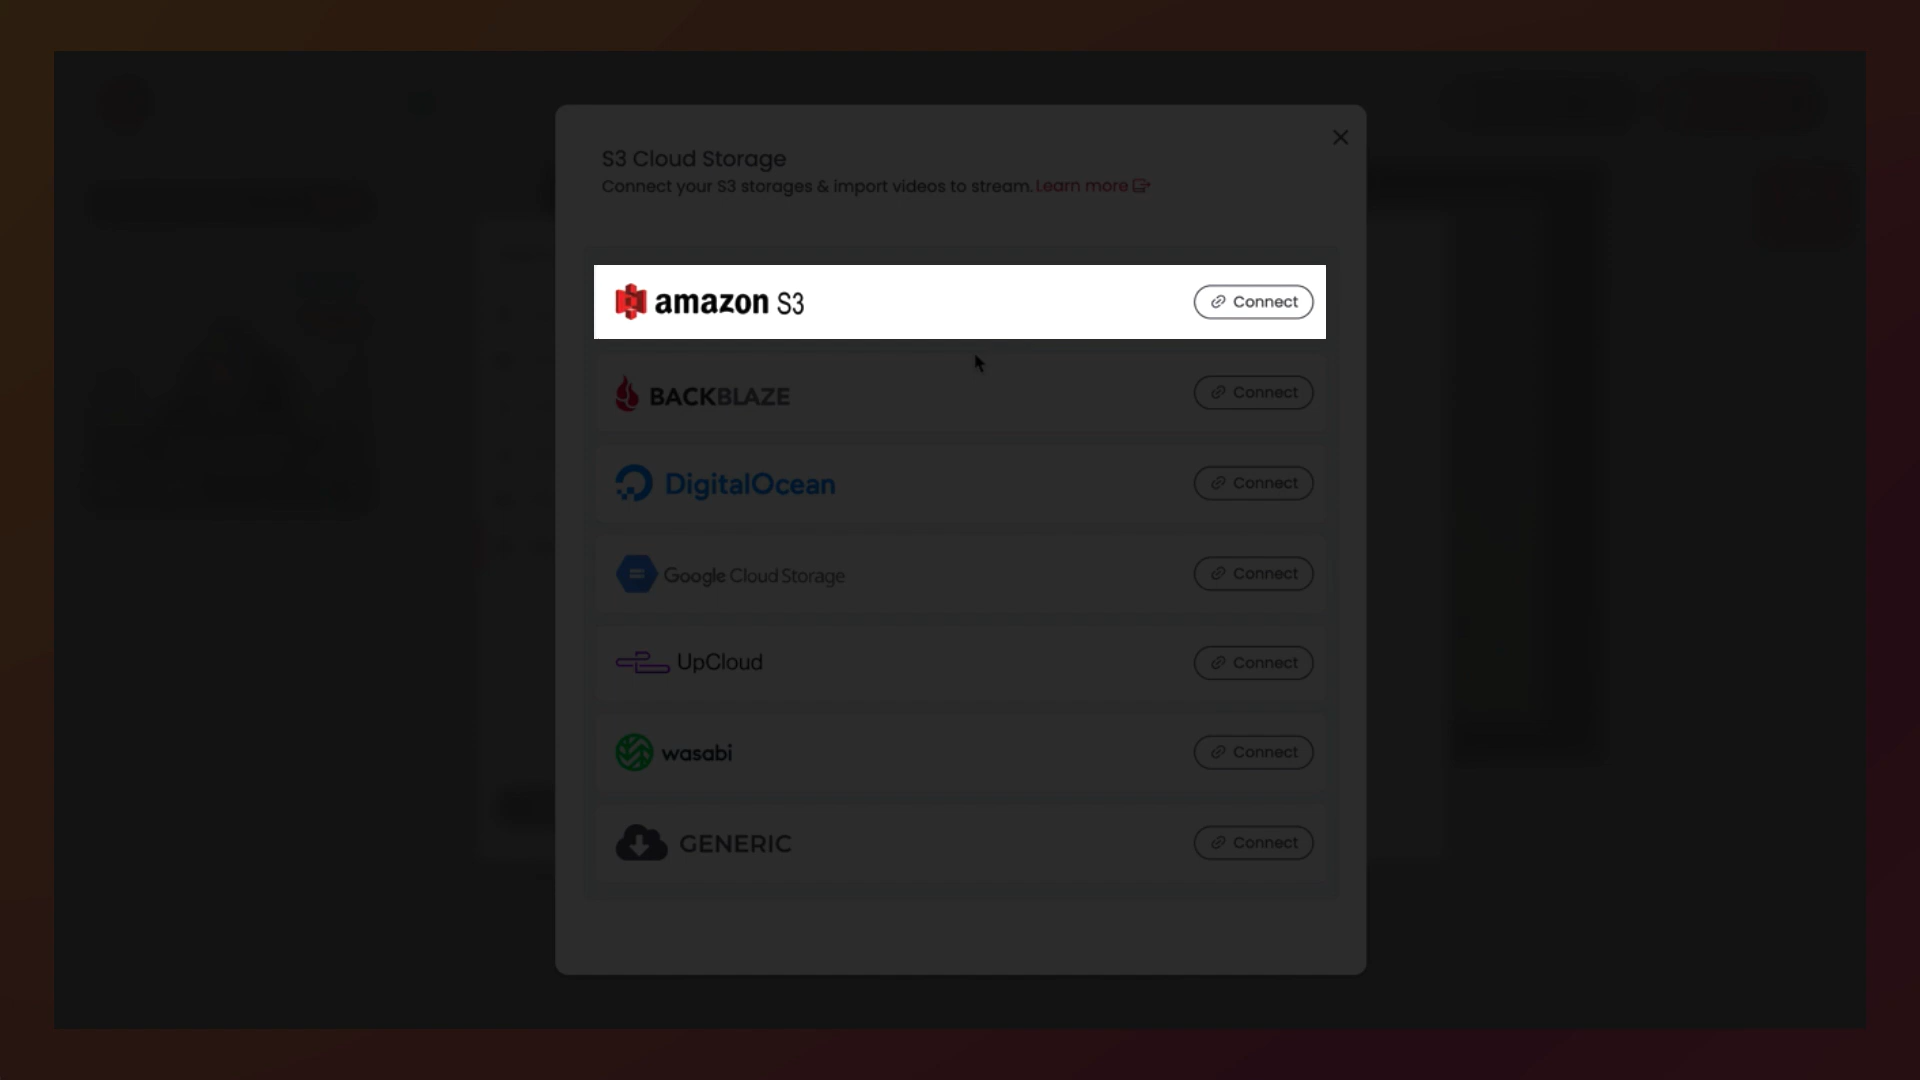 S3 Cloud Storage
Connect your S3 storages & import videos to stream. Learn more
amazon S3
Connect
BACKBLAZE
Connect
DigitalOcean
Connect
Google Cloud Storage
Connect
UpCloud
Connect
wasabi
Connect
GENERIC
Connect